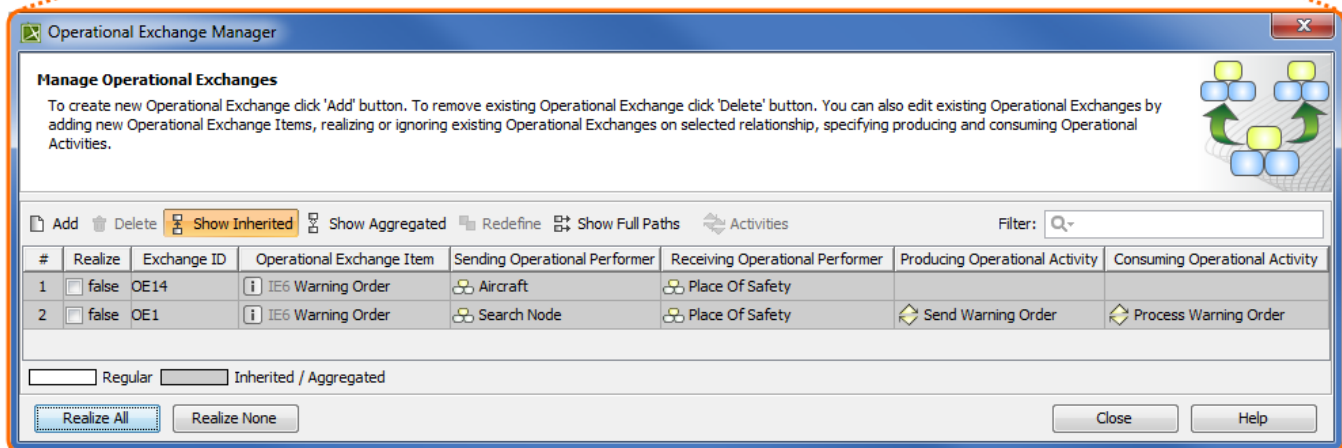 Operational Exchange Manager
Manage Operational Exchanges
To create new Operational Exchange click 'Add' button. To remove existing Operational Exchange click 'Delete' button. You can also edit existing Operational Exchanges by
adding new Operational Exchange Items, realizing or ignoring existing Operational Exchanges on selected relationship, specifying producing and consuming Operational
Activities.
Add Delete Show Inherited Show Aggregated Redefine Show Full Paths Activities Filter:
# Realize Exchange ID Operational Exchange Item Sending Operational Performer Receiving Operational Performer Producing Operational Activity Consuming Operational Activity
1 false OE14 IE6 Warning Order Aircraft Place Of Safety
2 false OE1 IE6 Warning Order Search Node Place Of Safety Send Warning Order Process Warning Order
Regular Inherited / Aggregated
Realize All Realize None Close Help